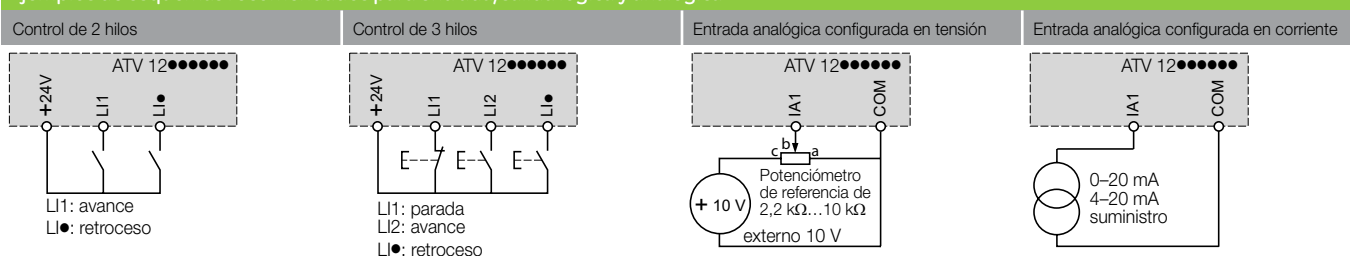 Control de 2 hilos
Control de 3 hilos
Entrada analógica configurada en tensión
Entrada analógica configurada en corriente
ATV 12●●●●●●
+24V
LI1
LI●
LI1: avance
LI●: retroceso
ATV 12●●●●●●
+24V
LI1
LI2
LI●
LI1: parada
LI2: avance
LI●: retroceso
ATV 12●●●●●●
IA1
COM
c b a
Potenciómetro
de referencia de
2,2 kΩ…10 kΩ
+ 10 V
externo 10 V
ATV 12●●●●●●
IA1
COM
0–20 mA
4–20 mA
suministro